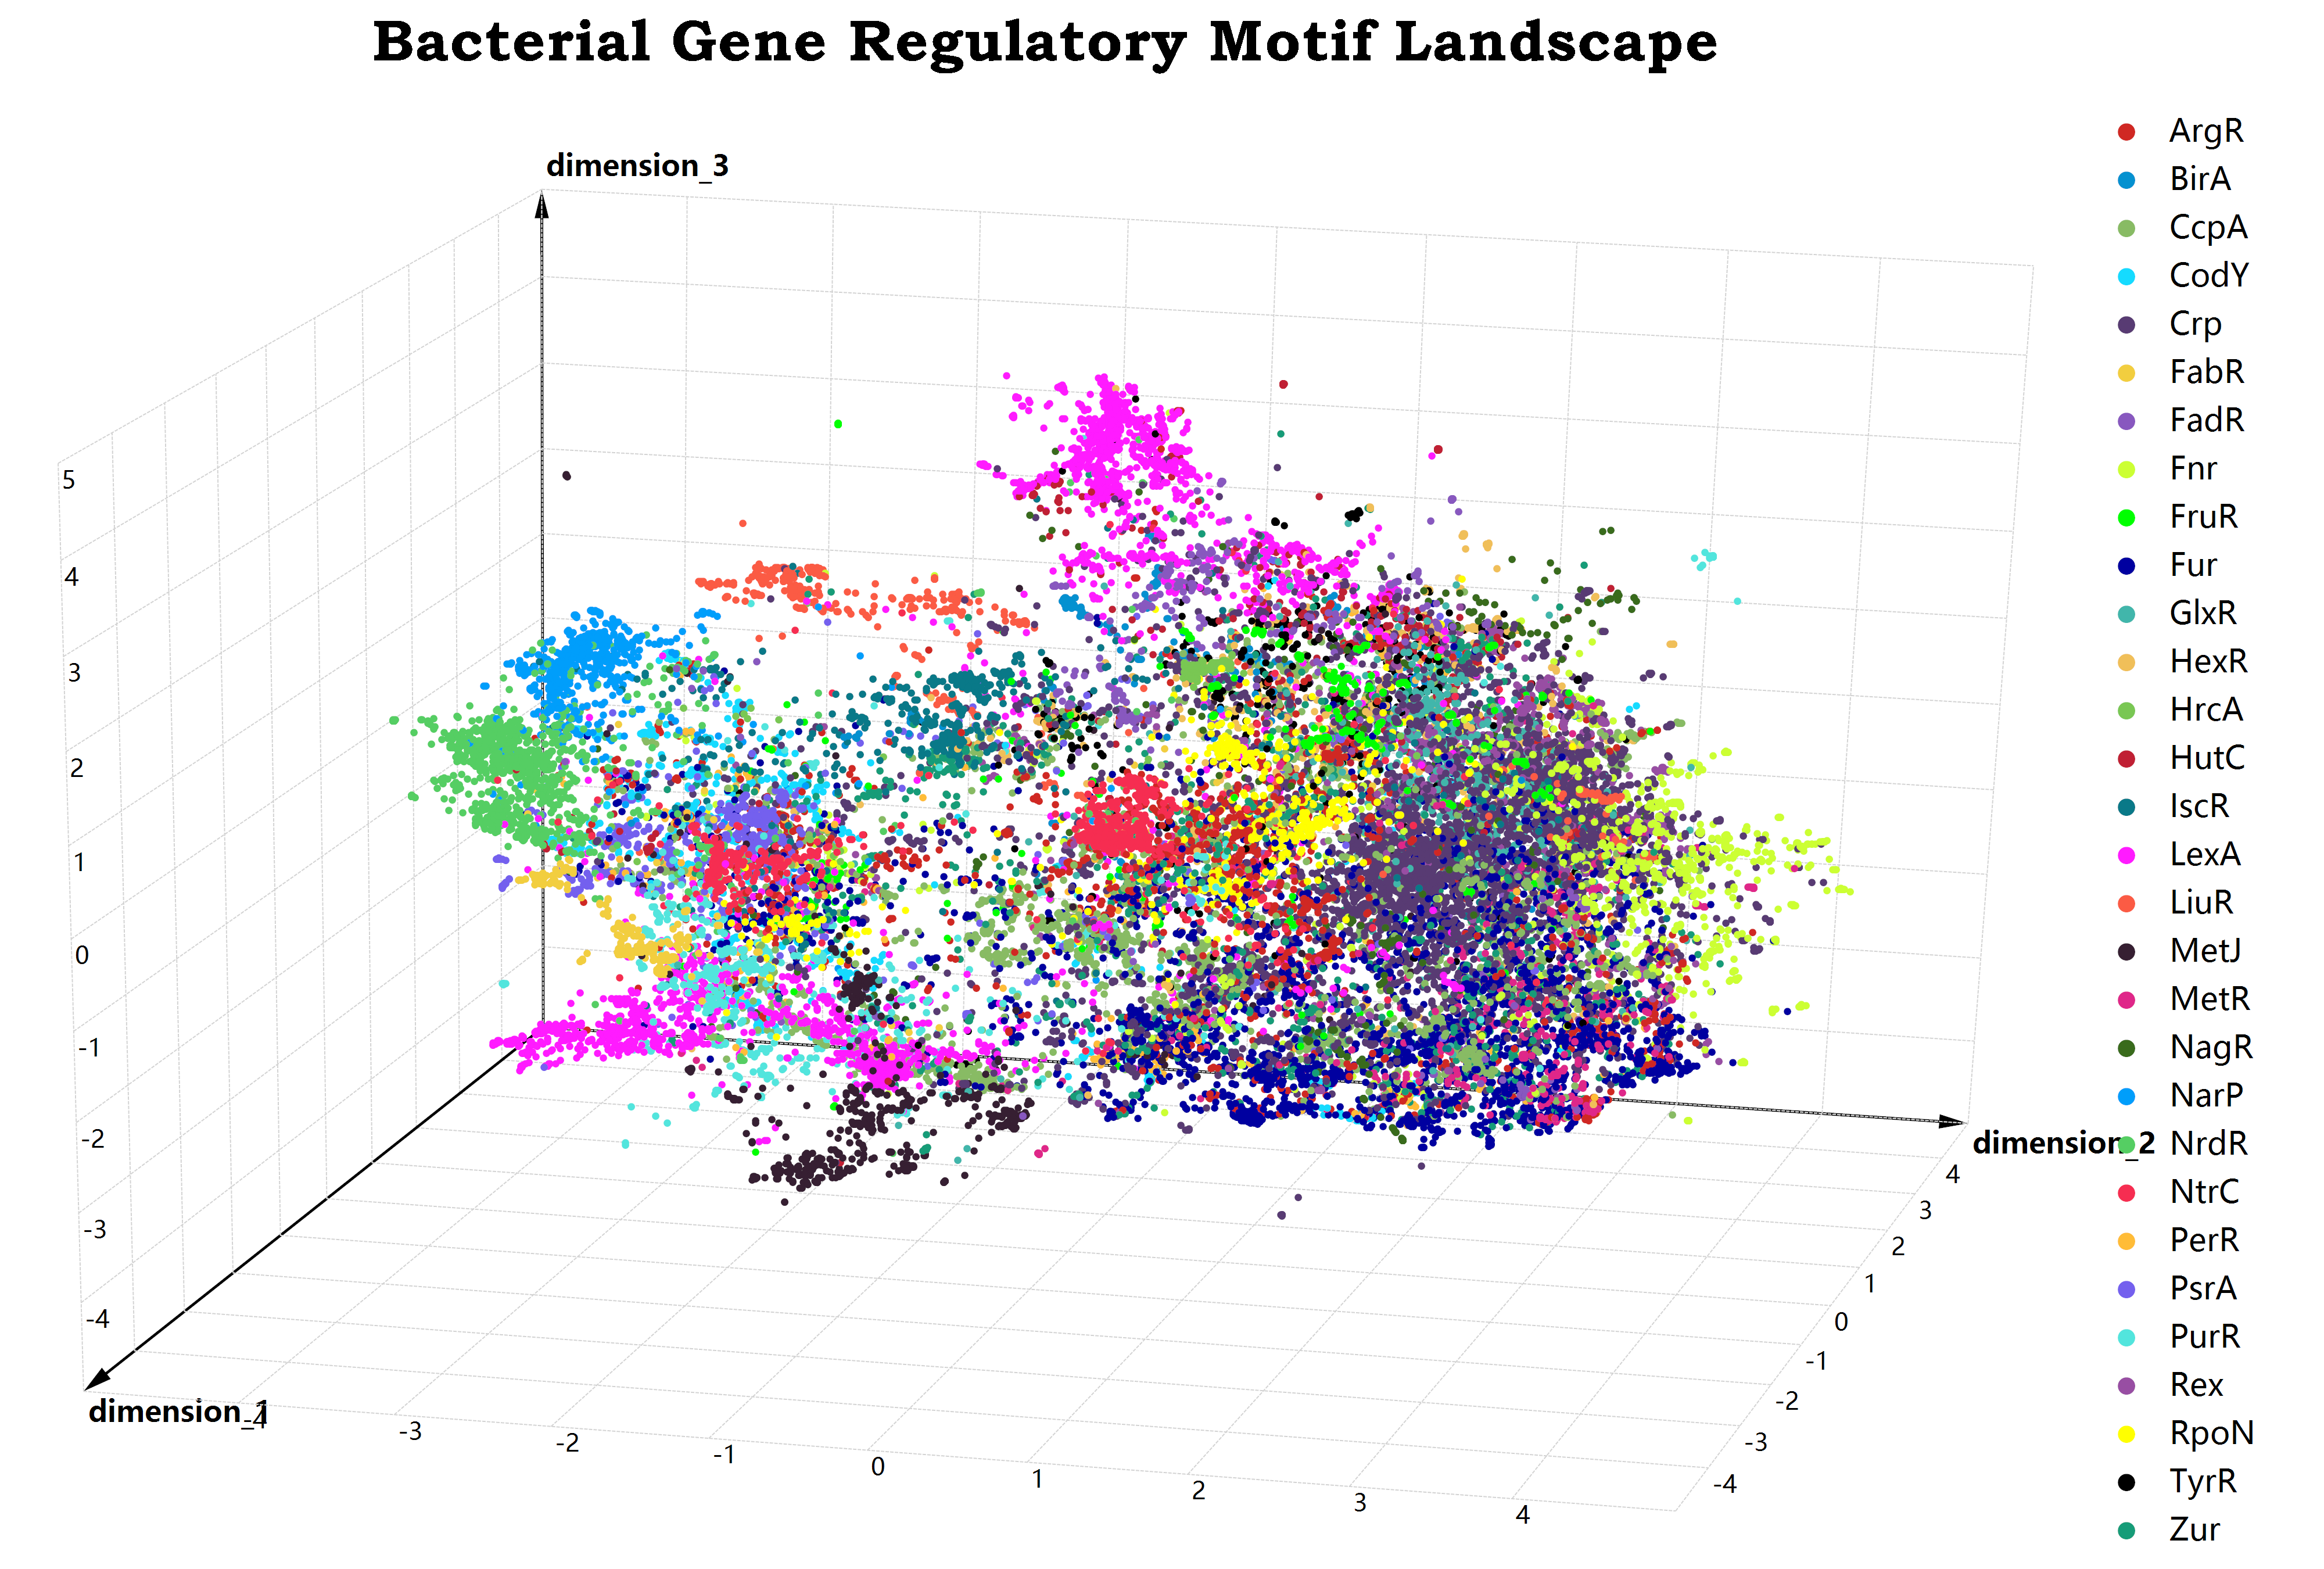 Bacterial Gene Regulatory Motif Landscape
dimension_3
5
4
3
2
1
0
-1
-2
-3
-4
dimension_1
-4
-3
-2
-1
0
1
2
3
4
dimension_2
4
3
2
1
0
-1
-2
-3
-4
ArgR
BirA
CcpA
CodY
Crp
FabR
FadR
Fnr
FruR
Fur
GlxR
HexR
HrcA
HutC
IscR
LexA
LiuR
MetJ
MetR
NagR
NarP
NrdR
NtrC
PerR
PsrA
PurR
Rex
RpoN
TyrR
Zur